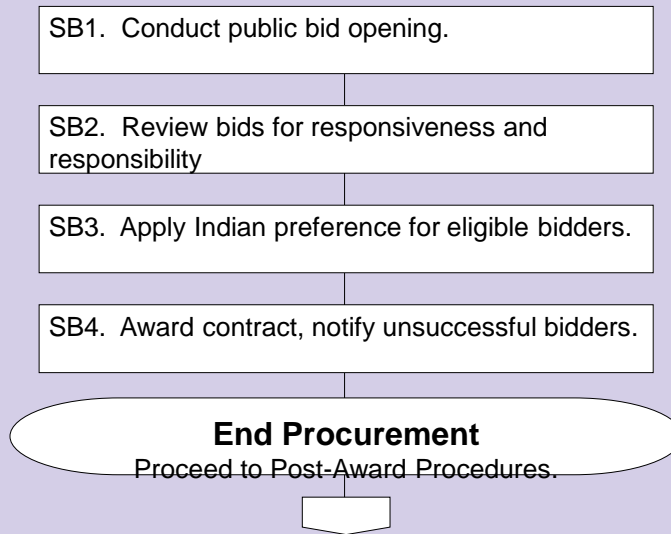 SB1.  Conduct public bid opening.
SB2.  Review bids for responsiveness and
responsibility
SB3.  Apply Indian preference for eligible bidders.
SB4.  Award contract, notify unsuccessful bidders.
End Procurement
Proceed to Post-Award Procedures.